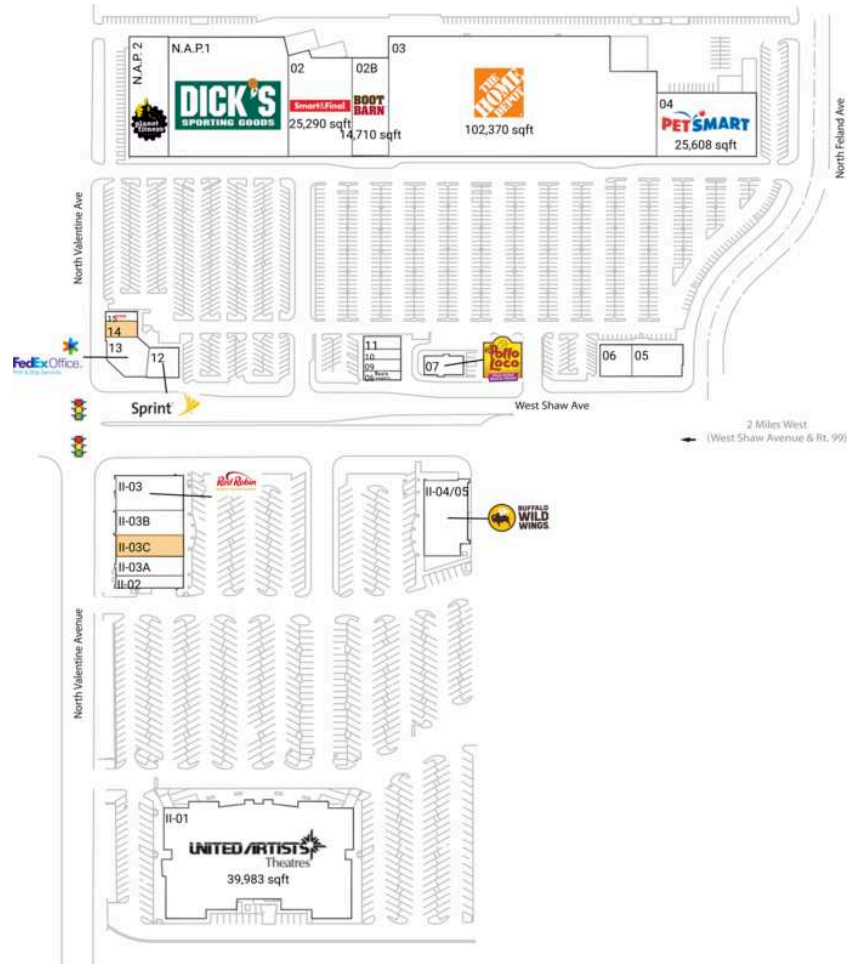 N.A.P. 2
planet fitness
N.A.P.1
DICK'S
SPORTING GOODS
02
Smart&Final
25,290 sqft
02B
BOOT
BARN
14,710 sqft
03
THE
HOME
DEPOT
102,370 sqft
04
PETSMART
25,608 sqft
North Feland Ave
North Valentine Ave
15
14
13
12
FedEx Office.
Sprint
11
10
09
08
07
El Pollo
Loco
06
05
West Shaw Ave
2 Miles West
(West Shaw Avenue & Rt. 99)
II-03
Red Robin
II-03B
II-03C
II-03A
II-02
II-04/05
BUFFALO
WILD
WINGS
North Valentine Avenue
II-01
UNITED ARTISTS
Theatres
39,983 sqft